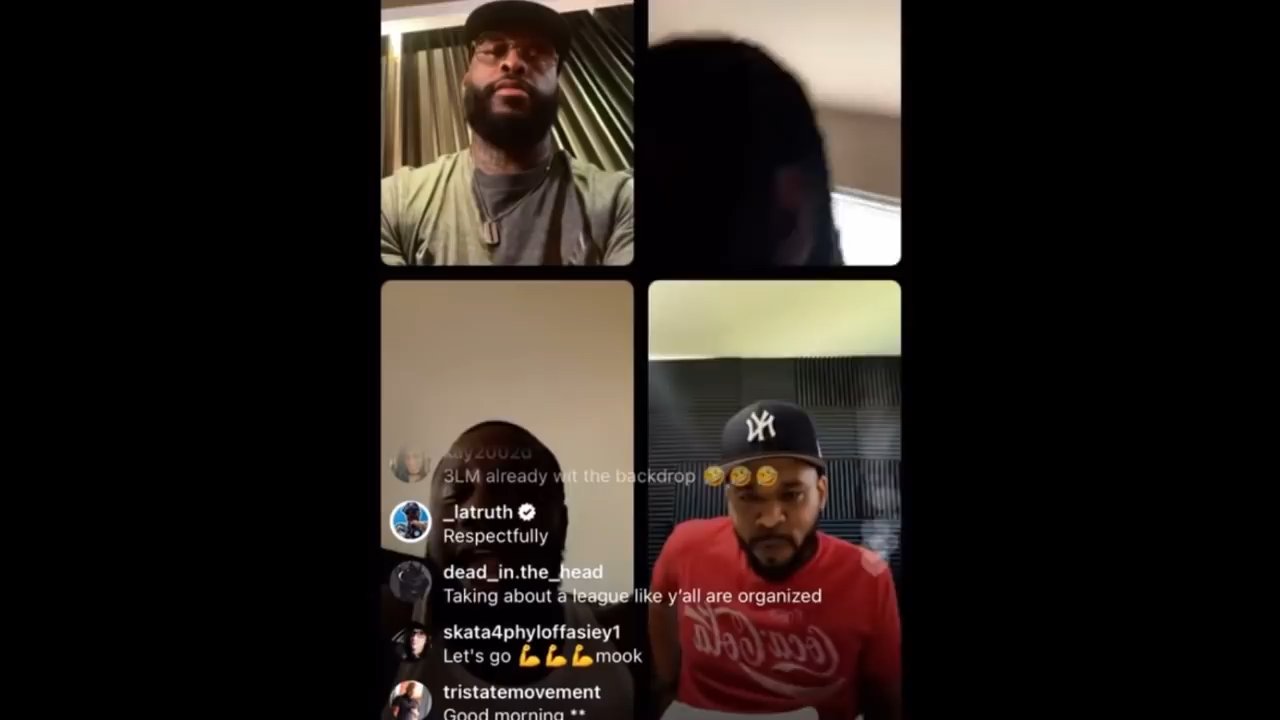 NY
kay2002d
3LM already wit the backdrop 🤣🤣🤣
_latruth
Respectfully
dead_in.the_head
Taking about a league like y'all are organized
skata4phyloffasiey1
Let's go 💪💪💪mook
Coca-Cola
tristatemovement
Good morning **